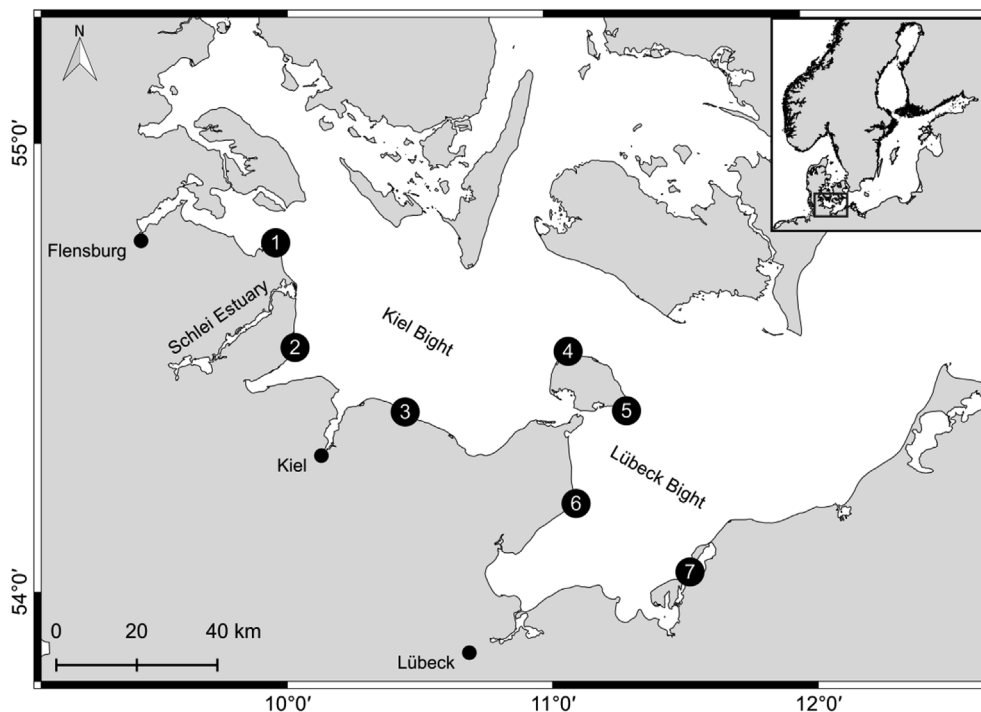 N
55°0'
1
Flensburg
Schlei Estuary
2
Kiel Bight
4
3
5
Kiel
Lübeck Bight
6
7
54°0'
0 20 40 km
Lübeck
10°0' 11°0' 12°0'